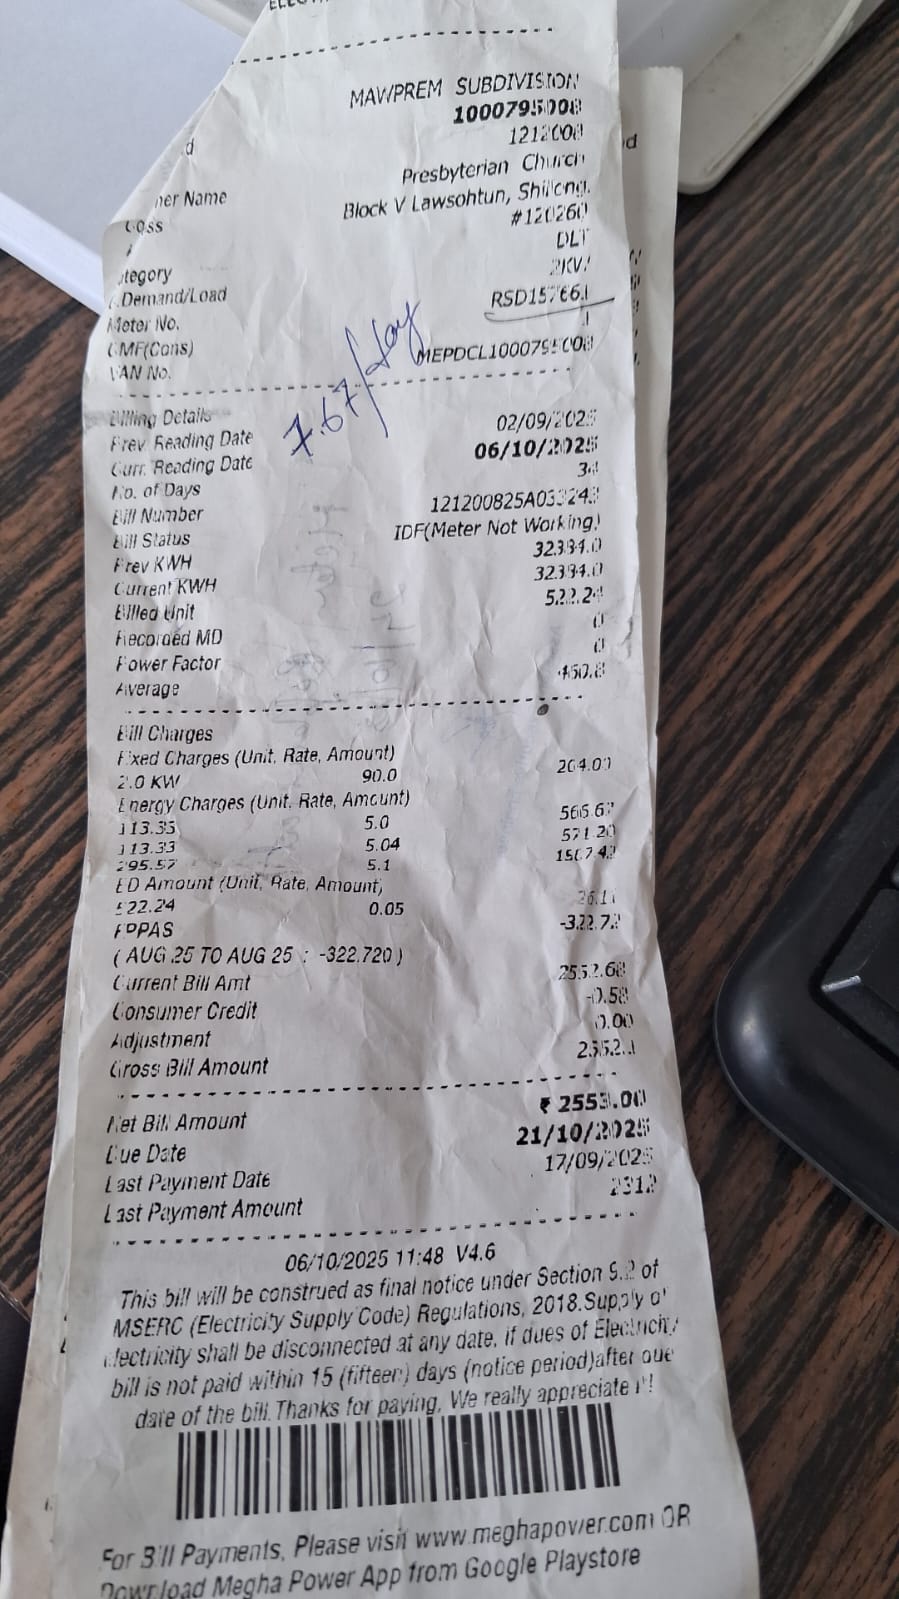 MAWPREM SUBDIVISION
1000795008
1212008
ner Name Presbyterian Church
Block V Lawsohtun, Shillong.
#120260
tegory DLT
Demand/Load 2KW
Meter No.
CMF(Cons)
VAN No. MEPDCL1000795008
7.67/day
Billing Details
Prev. Reading Date 02/09/2025
Curr. Reading Date 06/10/2025
No. of Days 34
Bill Number
Bill Status IDF(Meter Not Working)
Prev KWH
Current KWH
Billed Unit 522.24
Recorded MD 0
Power Factor 0
Average 460.8
Bill Charges
Fixed Charges (Unit, Rate, Amount)
2.0 KW 90.0 204.00
Energy Charges (Unit, Rate, Amount)
113.33 5.0 566.67
113.33 5.04 571.20
295.57 5.1 1507.42
ED Amount (Unit, Rate, Amount)
522.24 0.05 26.11
FPPAS -322.72
( AUG 25 TO AUG 25 : -322.720 )
Current Bill Amt 2552.68
Consumer Credit -0.58
Adjustment 0.00
Gross Bill Amount 2552.1
Net Bill Amount ₹ 2553.00
Due Date 21/10/2025
Last Payment Date 17/09/2025
Last Payment Amount 2312
06/10/2025 11:48 V4.6
This bill will be construed as final notice under Section 9.2 of
MSERC (Electricity Supply Code) Regulations, 2018.Supply of
electricity shall be disconnected at any date, if dues of Electricity
bill is not paid within 15 (fifteen) days (notice period)after due
date of the bill. Thanks for paying, We really appreciate it!
For Bill Payments, Please visit www.meghapower.com OR
Download Megha Power App from Google Playstore